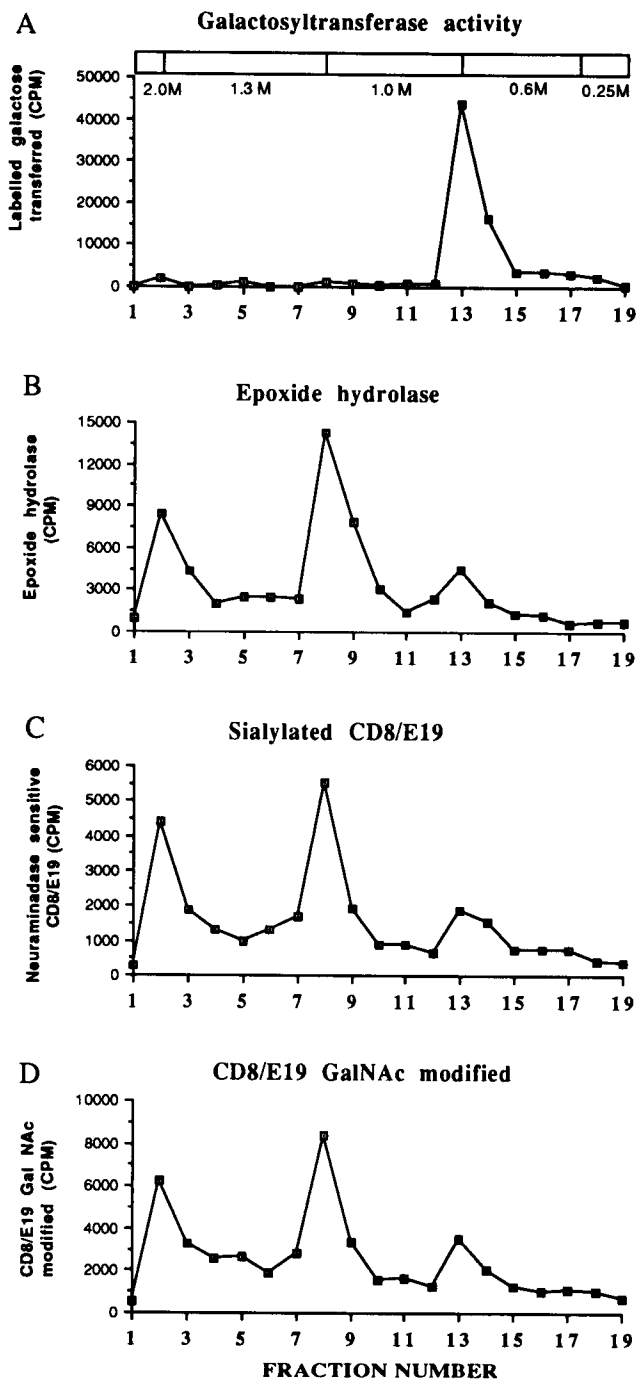 A
Galactosyltransferase activity
2.0M 1.3 M 1.0 M 0.6M 0.25M
Labelled galactose
transferred (CPM)
50000
40000
30000
20000
10000
0
1 3 5 7 9 11 13 15 17 19
B
Epoxide hydrolase
Epoxide hydrolase
(CPM)
15000
12000
9000
6000
3000
0
1 3 5 7 9 11 13 15 17 19
C
Sialylated CD8/E19
Neuraminadase sensitive
CD8/E19 (CPM)
6000
5000
4000
3000
2000
1000
0
1 3 5 7 9 11 13 15 17 19
D
CD8/E19 GalNAc modified
CD8/E19 Gal NAc
modified (CPM)
10000
8000
6000
4000
2000
0
1 3 5 7 9 11 13 15 17 19
FRACTION NUMBER